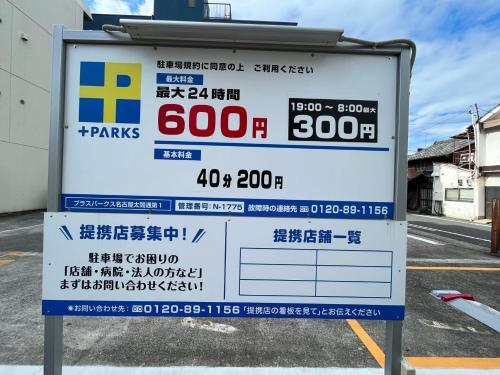 駐車場規約に同意の上 ご利用ください
P
+PARKS
最大料金
最大24時間
600円
19:00 〜 8:00最大
300円
基本料金
40分 200円
プラスパークス名古屋太閤通第1
管理番号:N-1775
故障時の連絡先 0120-89-1156
提携店募集中!
駐車場でお困りの
「店舗・病院・法人の方など」
まずはお問い合わせください!
提携店舗一覧
※お問い合わせ先: 0120-89-1156「提携店の看板を見て」とお伝えください